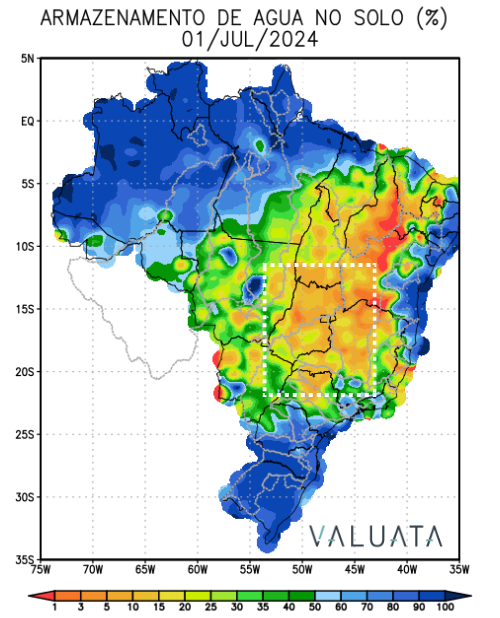 ARMAZENAMENTO DE AGUA NO SOLO (%)
01/JUL/2024
5N
EQ
5S
10S
15S
20S
25S
30S
35S
VALUATA
75W 70W 65W 60W 55W 50W 45W 40W 35W
1 3 5 10 15 20 25 30 35 40 50 60 70 80 90 100